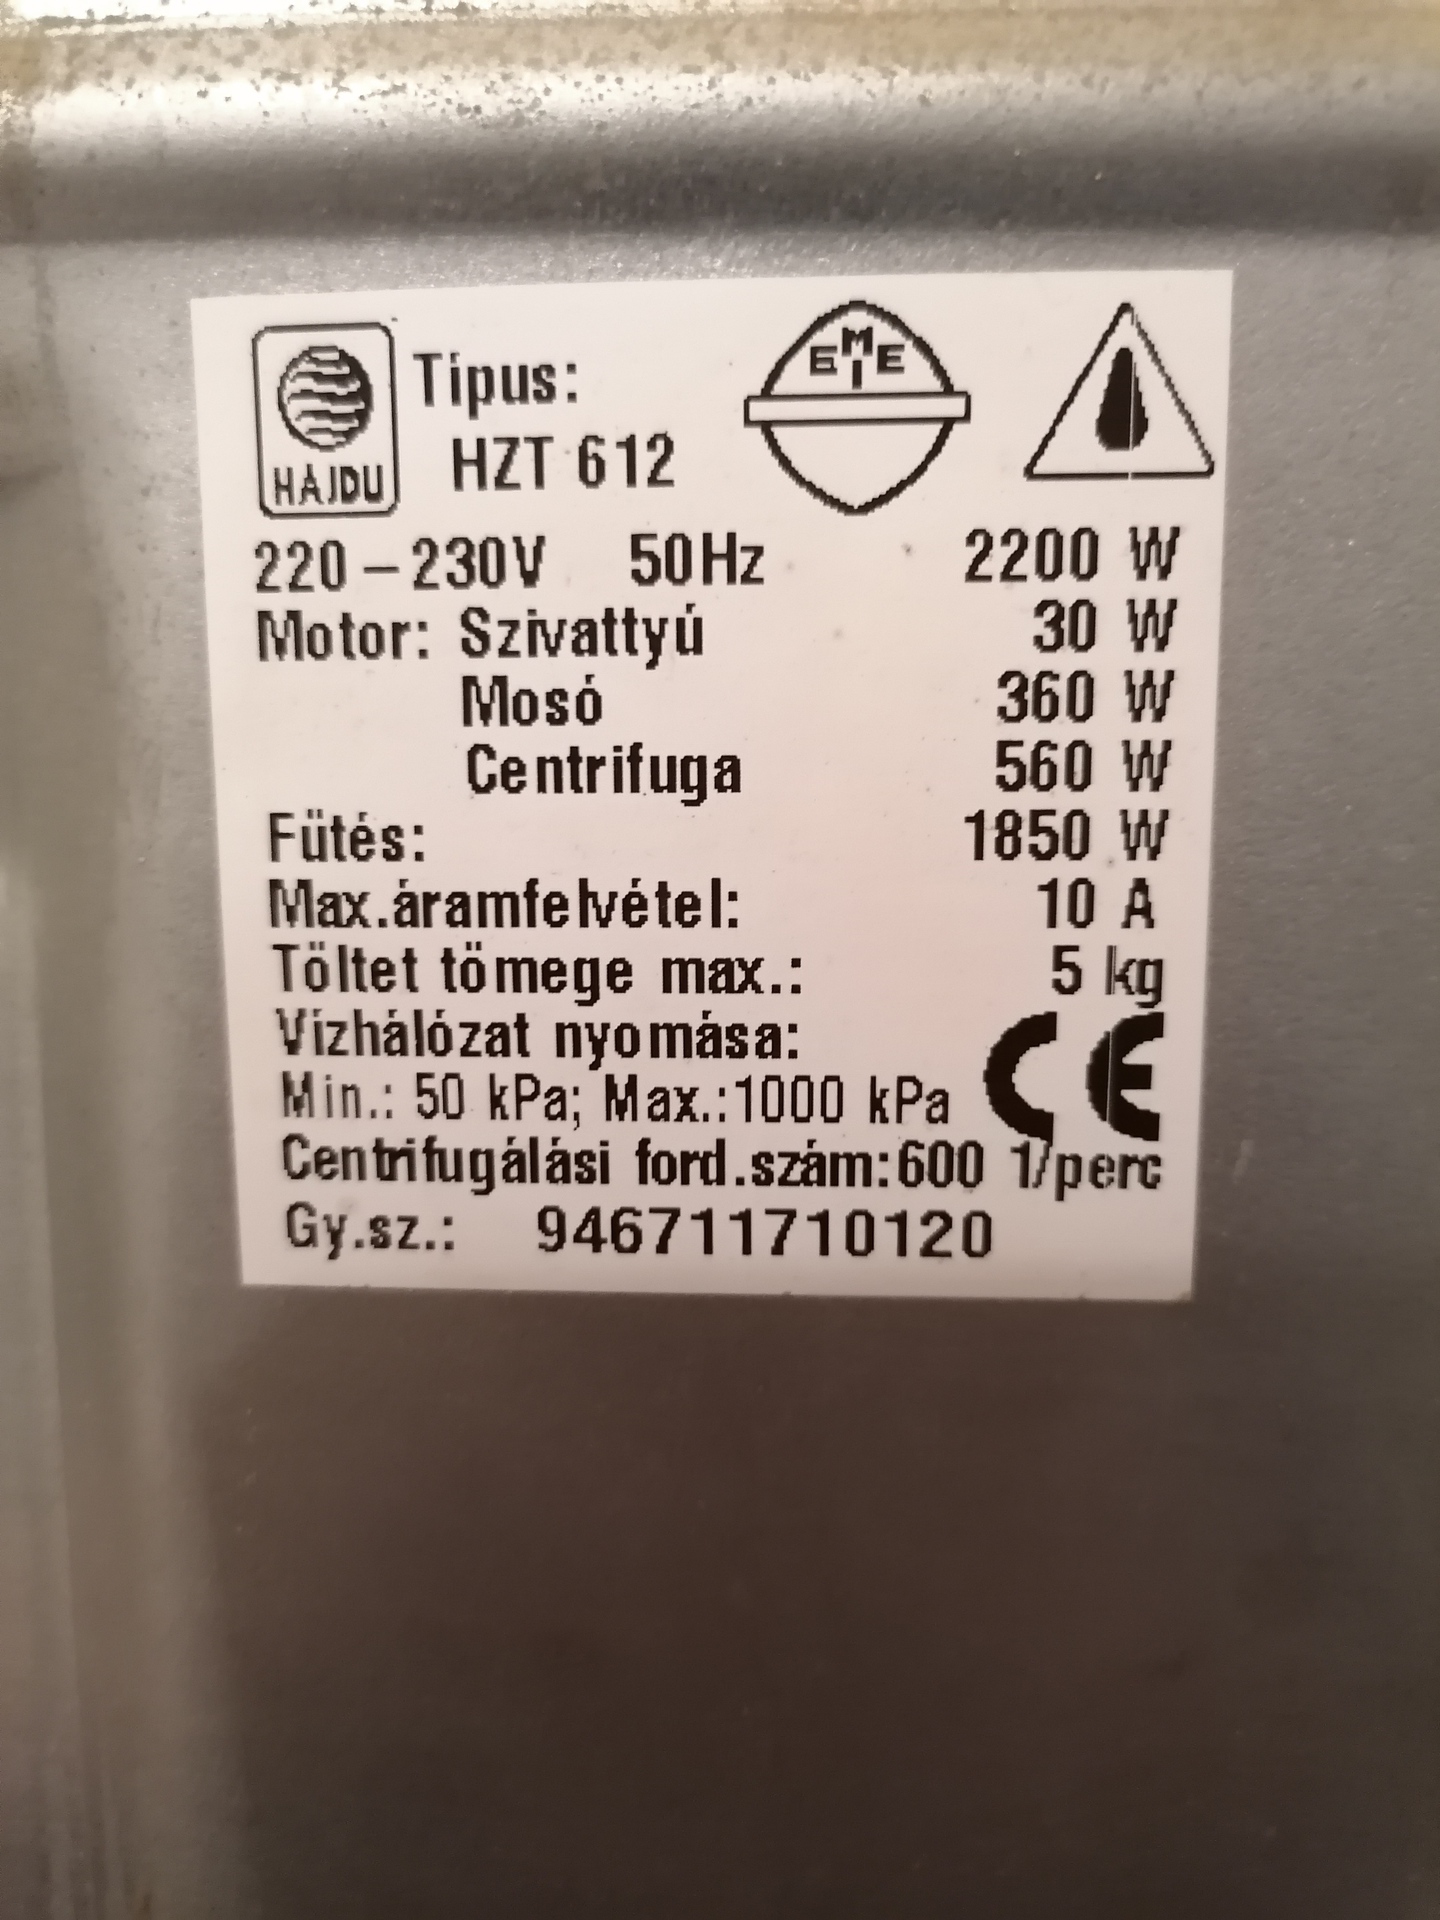 HAJDU
Típus:
HZT 612
EMEI
220-230V 50Hz 2200 W
Motor: Szivattyú 30 W
Mosó 360 W
Centrifuga 560 W
Fűtés: 1850 W
Max.áramfelvétel: 10 A
Töltet tömege max.: 5 kg
Vízhálózat nyomása:
Min.: 50 kPa; Max.:1000 kPa CE
Centrifugálási ford.szám:600 1/perc
Gy.sz.: 946711710120